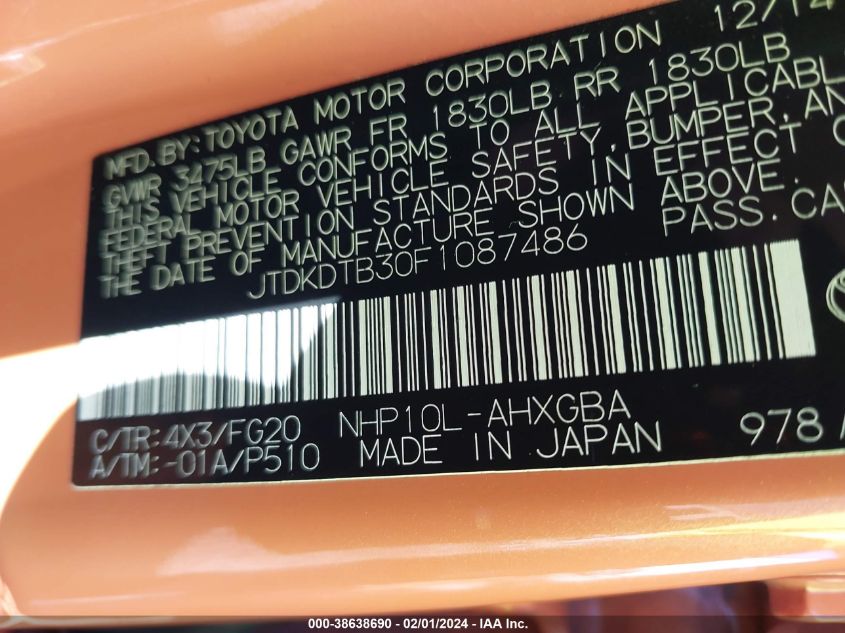 MFD. BY: TOYOTA MOTOR CORPORATION 12/14
GVWR 3475LB GAWR FR 1830LB RR 1830LB
THIS VEHICLE CONFORMS TO ALL APPLICABL
FEDERAL MOTOR VEHICLE SAFETY, BUMPER, AN
THEFT PREVENTION STANDARDS IN EFFECT
THE DATE OF MANUFACTURE SHOWN ABOVE.
JTDKDTB30F1087486 PASS. CA
C/TR: 4X3/FG20 NHP10L-AHXGBA
A/TM: -01A/P510 MADE IN JAPAN 978
000-38638690 - 02/01/2024 - IAA Inc.